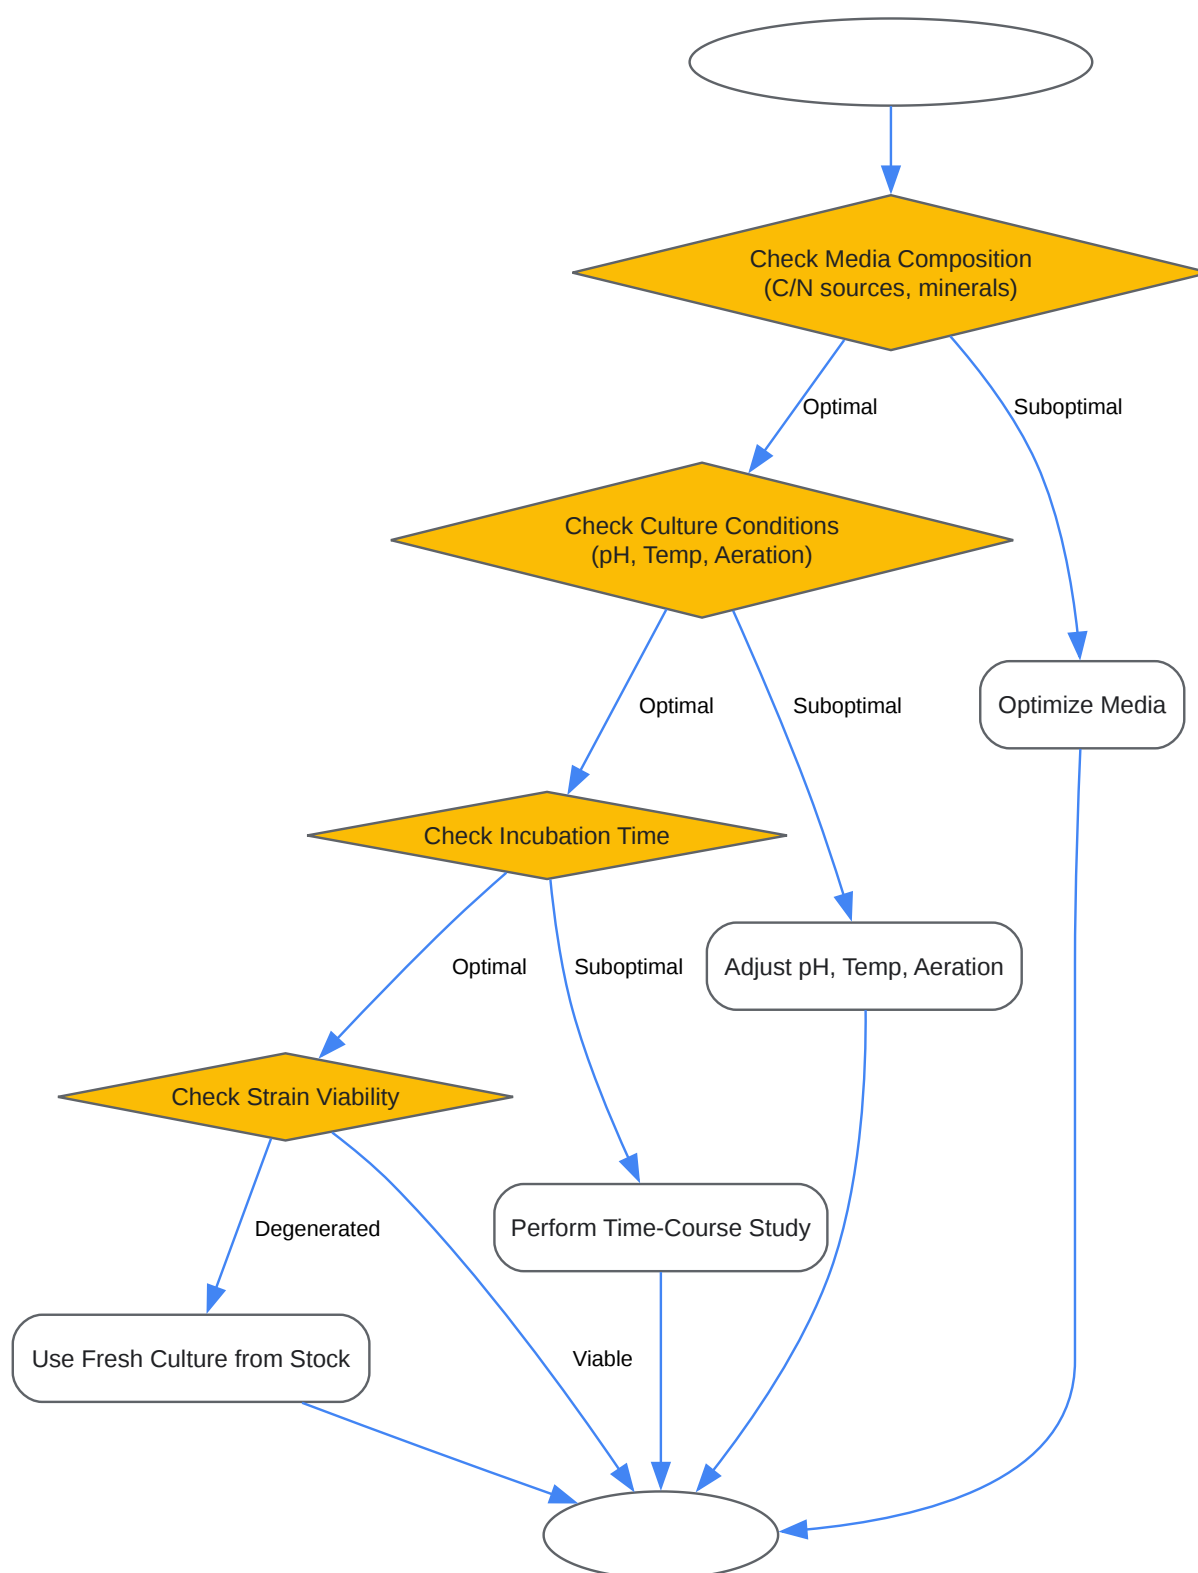 Check Media Composition
(C/N sources, minerals)
Optimal
Suboptimal
Check Culture Conditions
(pH, Temp, Aeration)
Optimal
Suboptimal
Optimize Media
Check Incubation Time
Optimal
Suboptimal
Adjust pH, Temp, Aeration
Check Strain Viability
Degenerated
Perform Time-Course Study
Use Fresh Culture from Stock
Viable